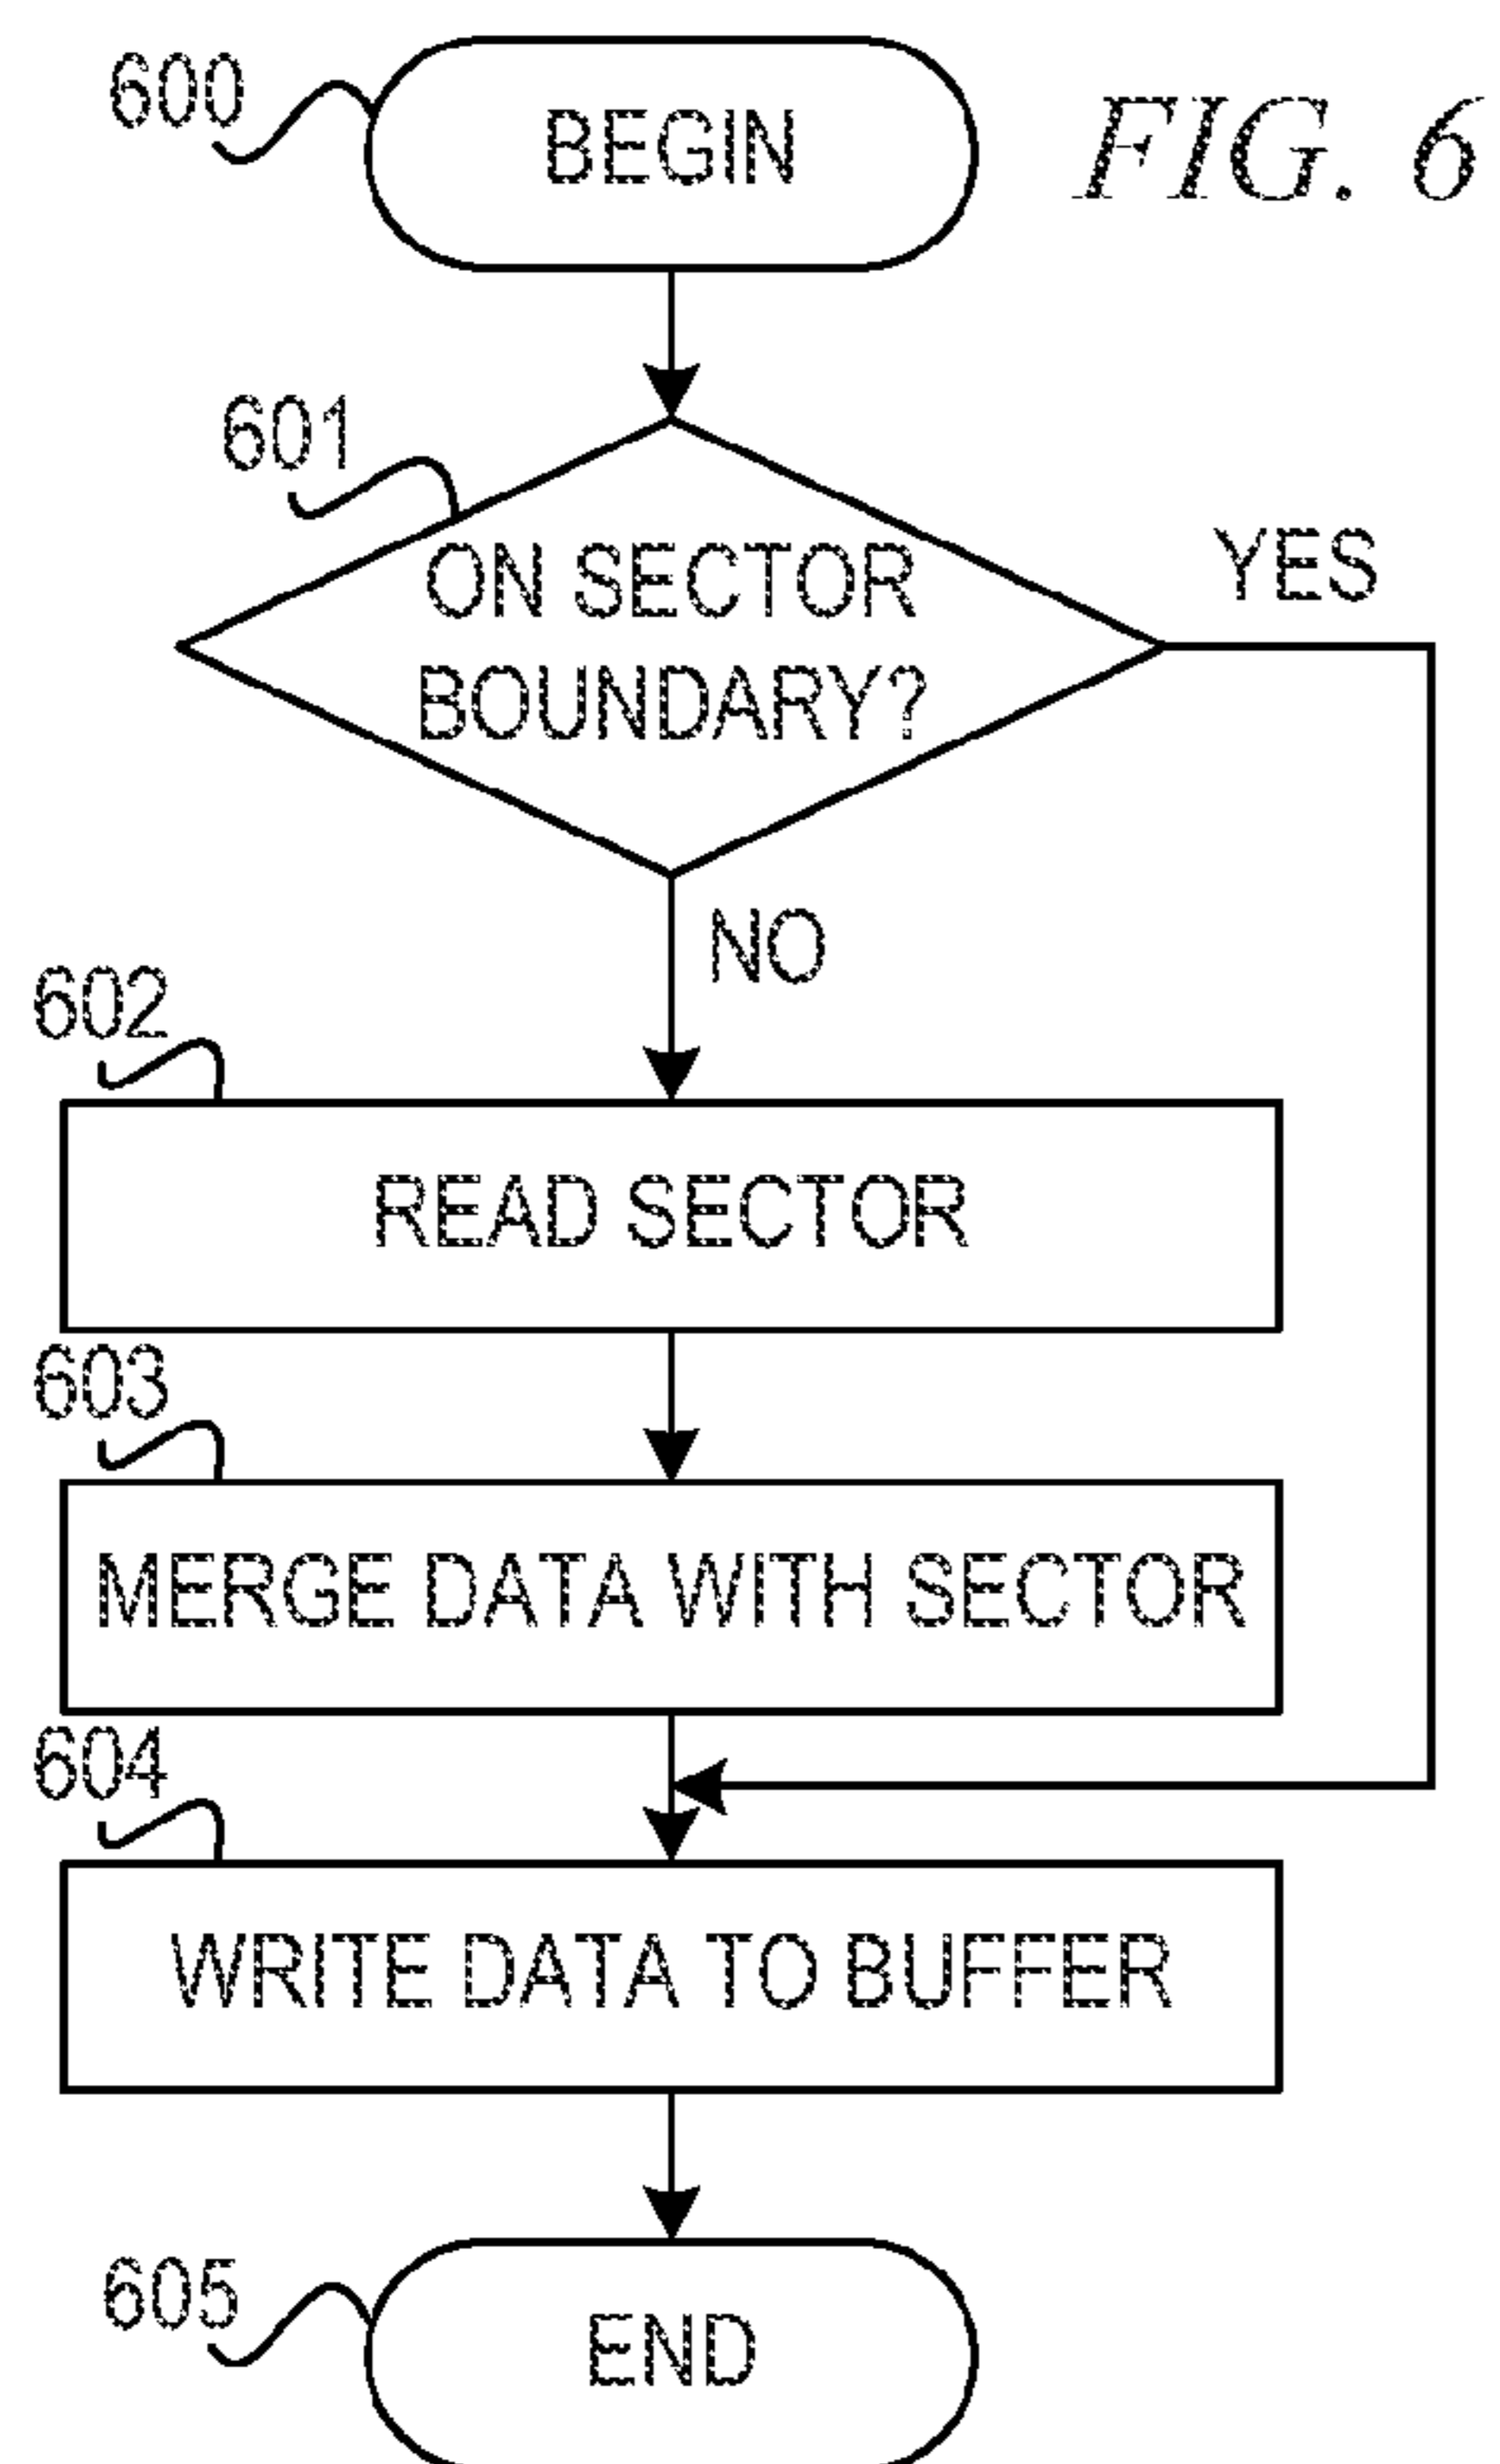 600
BEGIN
FIG. 6
601
ON SECTOR
BOUNDARY?
YES
NO
602
READ SECTOR
603
MERGE DATA WITH SECTOR
604
WRITE DATA TO BUFFER
605
END